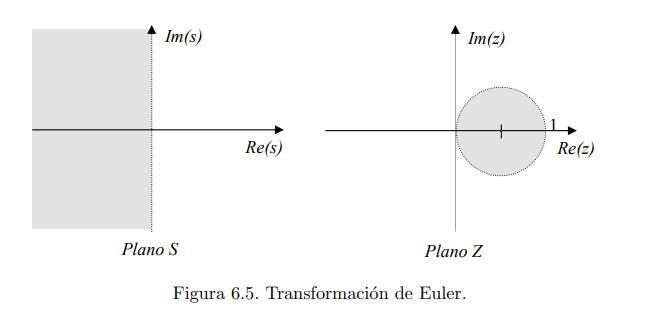 Im(s)
Im(z)
1
Re(s)
Re(z)
Plano S
Plano Z
Figura 6.5. Transformación de Euler.